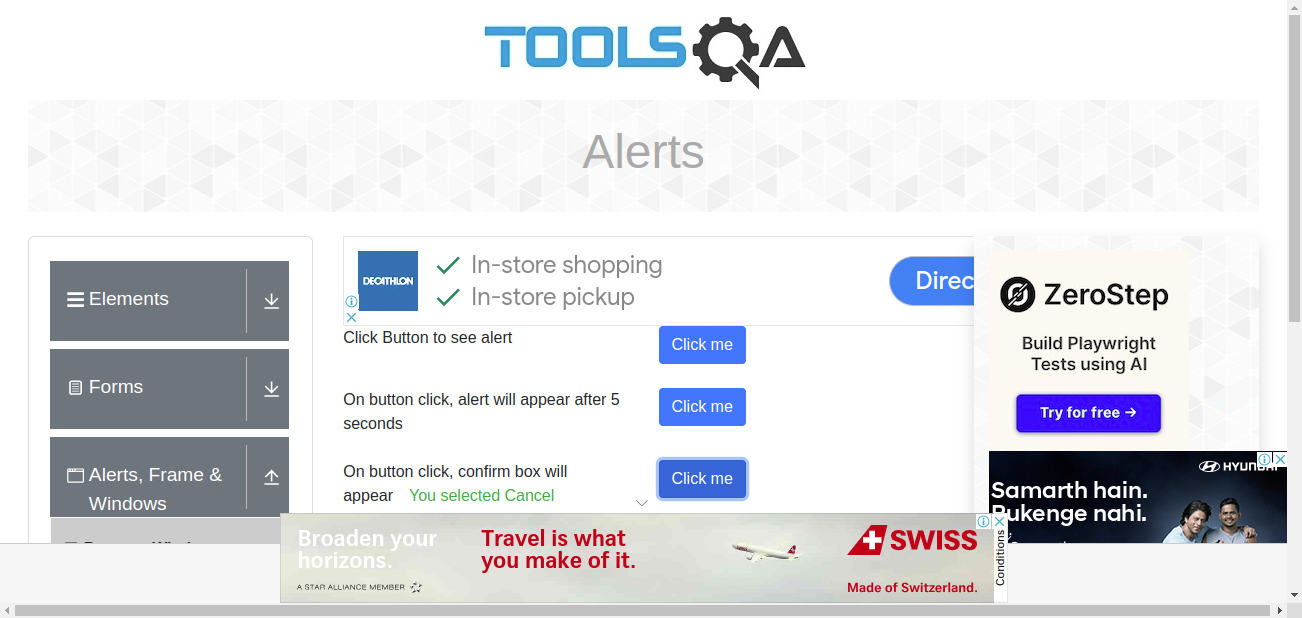 TOOLSQA
Alerts
Elements
Forms
Alerts, Frame &
Windows
DECATHLON
In-store shopping
In-store pickup
Direc
Click Button to see alert
Click me
On button click, alert will appear after 5
seconds
Click me
On button click, confirm box will
appear You selected Cancel
Click me
ZeroStep
Build Playwright
Tests using AI
Try for free →
HYUNDAI
Samarth hain.
Rukenge nahi.
Broaden your
horizons.
A STAR ALLIANCE MEMBER
Travel is what
you make of it.
SWISS
Made of Switzerland.
Conditions